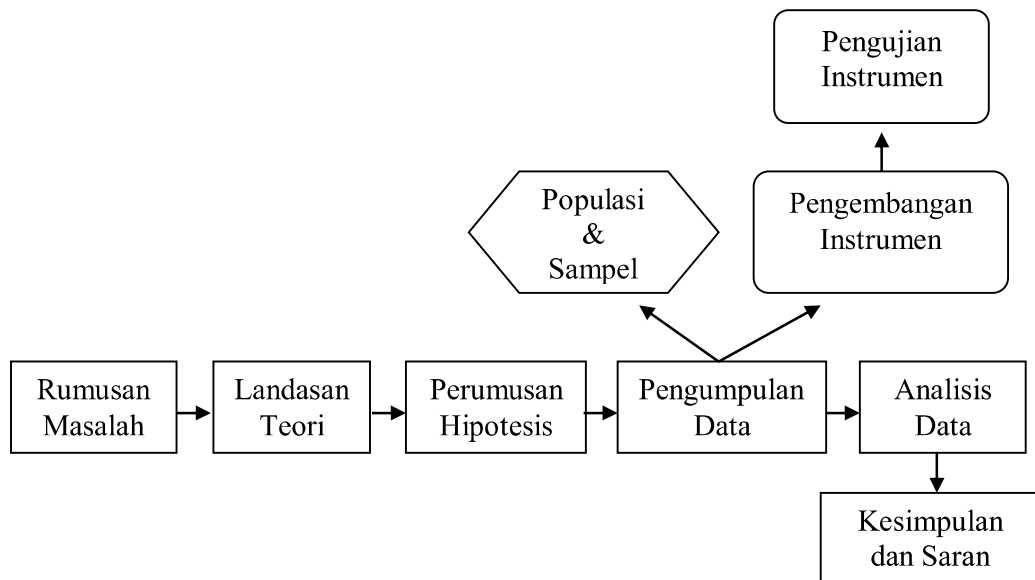 Pengujian
Instrumen
Populasi
&
Sampel
Pengembangan
Instrumen
Rumusan
Masalah
Landasan
Teori
Perumusan
Hipotesis
Pengumpulan
Data
Analisis
Data
Kesimpulan
dan Saran